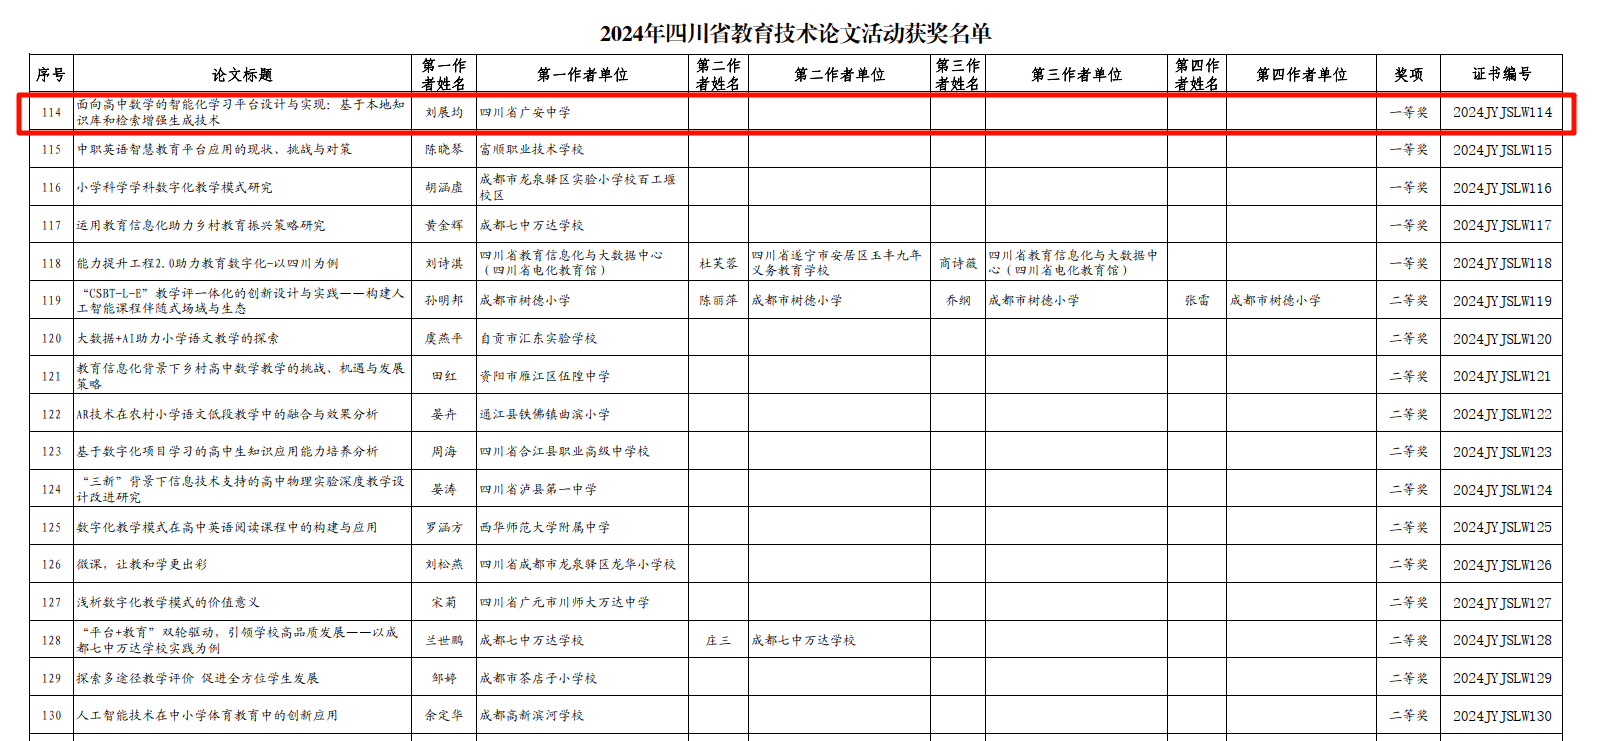 2024年四川省教育技术论文活动获奖名单
序号 论文标题 第一作者姓名 第一作者单位 第二作者姓名 第二作者单位 第三作者姓名 第三作者单位 第四作者姓名 第四作者单位 奖项 证书编号
114 面向高中数学的智能化学习平台设计与实现：基于本地知识库和检索增强生成技术 刘展均 四川省广安中学 一等奖 2024JYJSLW114
115 中职英语智慧教育平台应用的现状、挑战与对策 陈晓琴 富顺职业技术学校 一等奖 2024JYJSLW115
116 小学科学学科数字化教学模式研究 胡涵虚 成都市龙泉驿区实验小学校百工堰校区 一等奖 2024JYJSLW116
117 运用教育信息化助力乡村教育振兴策略研究 黄金辉 成都七中万达学校 一等奖 2024JYJSLW117
118 能力提升工程2.0助力教育数字化-以四川为例 刘诗淇 四川省教育信息化与大数据中心（四川省电化教育馆） 杜芙蓉 四川省遂宁市安居区玉丰九年义务教育学校 商诗薇 四川省教育信息化与大数据中心（四川省电化教育馆） 一等奖 2024JYJSLW118
119 “CSBT-L-E”教学评一体化的创新设计与实践——构建人工智能课程伴随式场域与生态 孙明邦 成都市树德小学 陈丽萍 成都市树德小学 乔纲 成都市树德小学 张雷 成都市树德小学 二等奖 2024JYJSLW119
120 大数据+AI助力小学语文教学的探索 虞燕平 自贡市汇东实验学校 二等奖 2024JYJSLW120
121 教育信息化背景下乡村高中数学教学的挑战、机遇与发展策略 田红 资阳市雁江区伍隍中学 二等奖 2024JYJSLW121
122 AR技术在农村小学语文低段教学中的融合与效果分析 晏卉 通江县铁佛镇曲滨小学 二等奖 2024JYJSLW122
123 基于数字化项目学习的高中生知识应用能力培养分析 周海 四川省合江县职业高级中学校 二等奖 2024JYJSLW123
124 “三新”背景下信息技术支持的高中物理实验深度教学设计改进研究 晏涛 四川省泸县第一中学 二等奖 2024JYJSLW124
125 数字化教学模式在高中英语阅读课程中的构建与应用 罗涵方 西华师范大学附属中学 二等奖 2024JYJSLW125
126 微课，让教和学更出彩 刘松燕 四川省成都市龙泉驿区龙华小学校 二等奖 2024JYJSLW126
127 浅析数字化教学模式的价值意义 宋菊 四川省广元市川师大万达中学 二等奖 2024JYJSLW127
128 “平台+教育”双轮驱动，引领学校高品质发展——以成都七中万达学校实践为例 兰世鹏 成都七中万达学校 庄三 成都七中万达学校 二等奖 2024JYJSLW128
129 探索多途径教学评价 促进全方位学生发展 邹婷 成都市茶店子小学校 二等奖 2024JYJSLW129
130 人工智能技术在中小学体育教育中的创新应用 余定华 成都高新滨河学校 二等奖 2024JYJSLW130